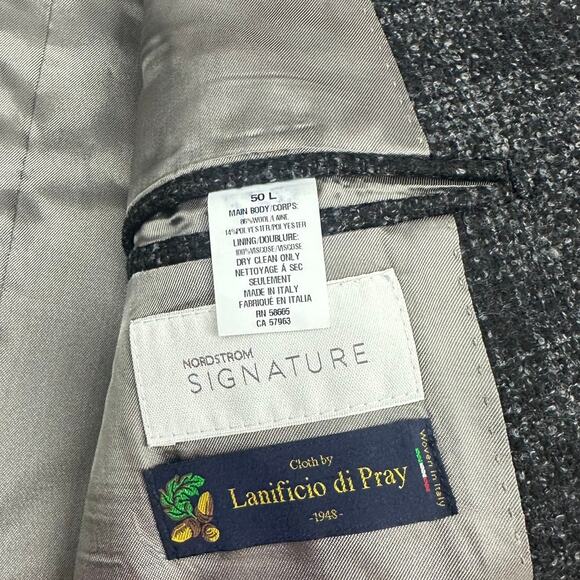 50 L
MAIN BODY/CORPS:
86%WOOL/LAINE
14%POLYESTER/POLYESTER
LINING/DOUBLURE:
100%VISCOSE/VISCOSE
DRY CLEAN ONLY
NETTOYAGE À SEC
SEULEMENT
MADE IN ITALY
FABRIQUÉ EN ITALIA
RN 58665
CA 57963
NORDSTROM
SIGNATURE
Cloth by
Lanificio di Pray
-1948-
Woven in Italy